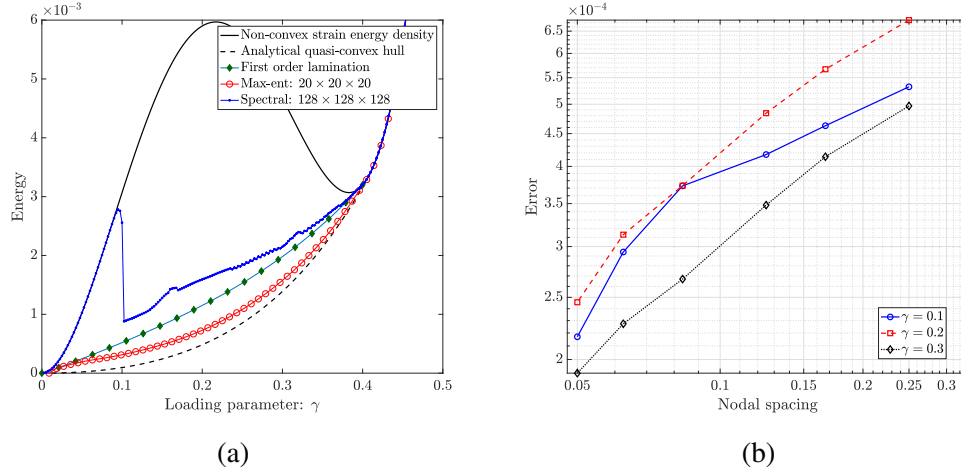 ×10⁻³
6
5
4
3
2
1
0
Energy
0
0.1
0.2
0.3
0.4
0.5
Loading parameter: γ
Non-convex strain energy density
Analytical quasi-convex hull
First order lamination
Max-ent: 20 × 20 × 20
Spectral: 128 × 128 × 128
(a)
×10⁻⁴
6.5
5.5
4.5
3.5
3
2.5
2
Error
0.05
0.1
0.15
0.2
0.25
0.3
Nodal spacing
γ = 0.1
γ = 0.2
γ = 0.3
(b)